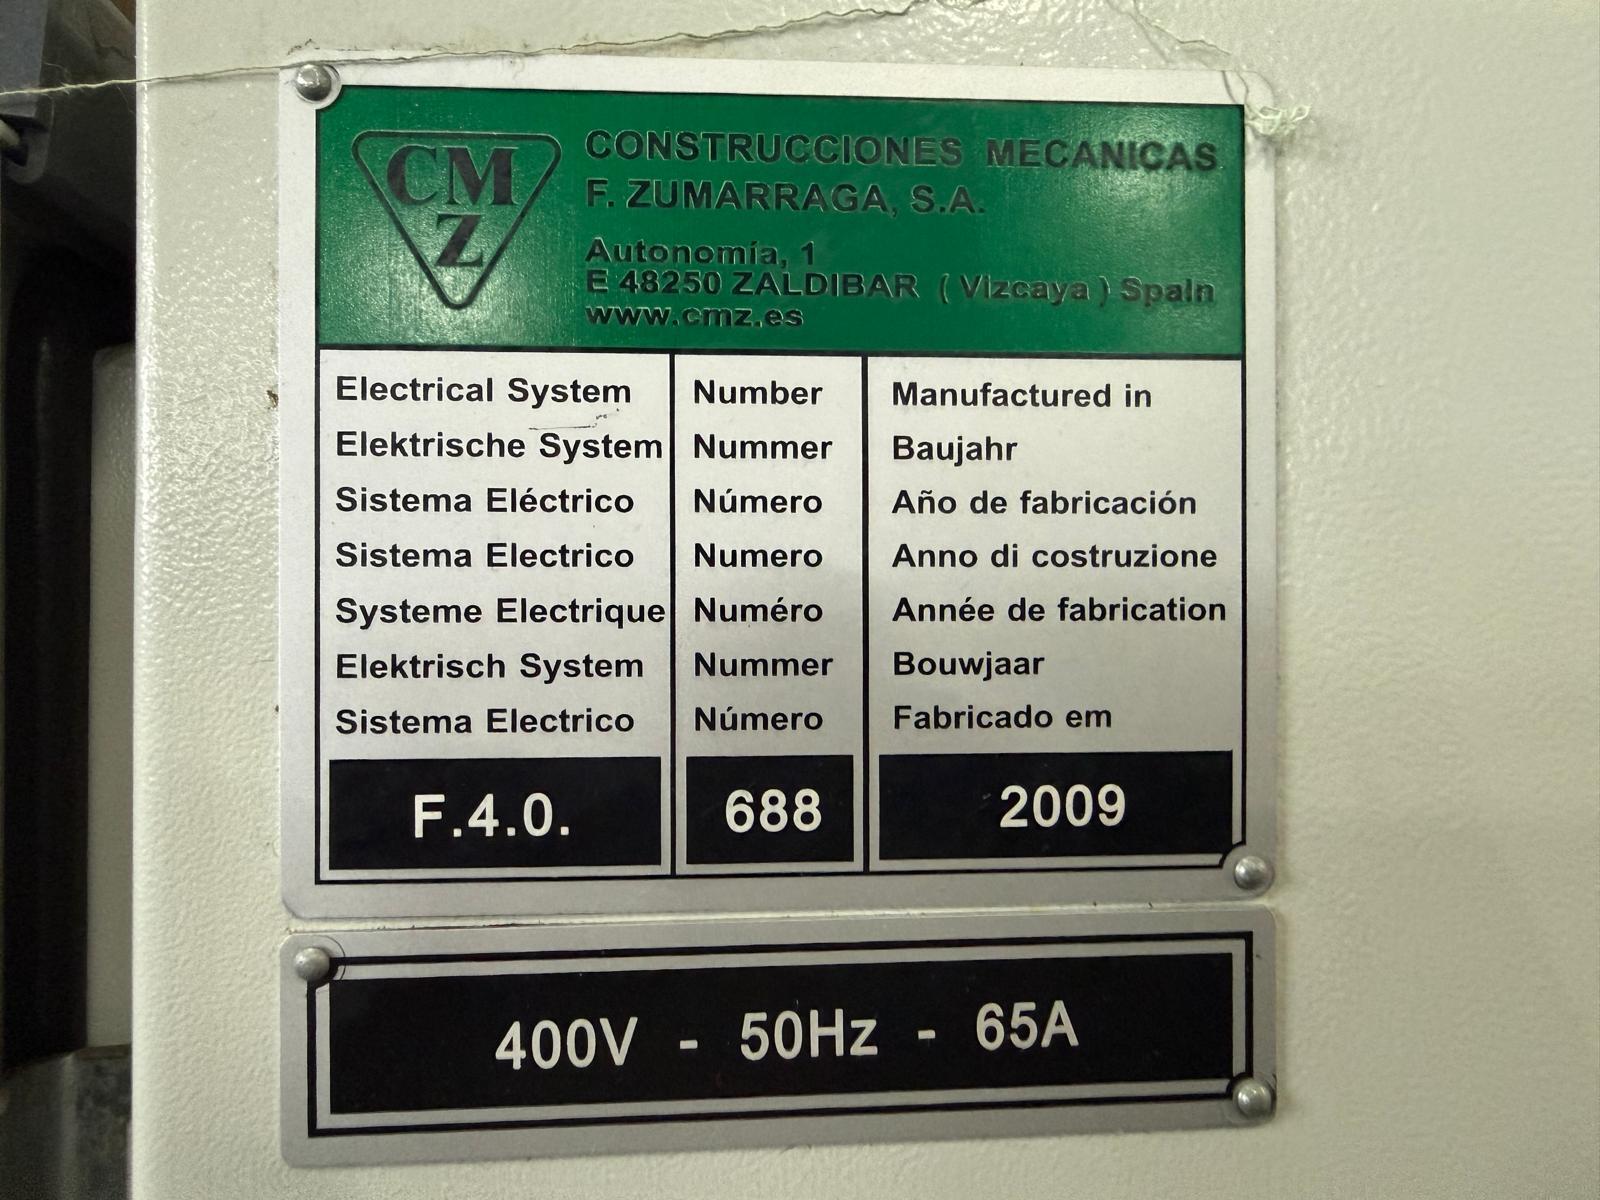 CMZ
CONSTRUCCIONES MECANICAS
F. ZUMARRAGA, S.A.
Autonomía, 1
E 48250 ZALDIBAR ( Vizcaya ) Spain
www.cmz.es
Electrical System Number Manufactured in
Elektrische System Nummer Baujahr
Sistema Eléctrico Número Año de fabricación
Sistema Electrico Numero Anno di costruzione
Systeme Electrique Numéro Année de fabrication
Elektrisch System Nummer Bouwjaar
Sistema Electrico Número Fabricado em
F.4.0. 688 2009
400V - 50Hz - 65A